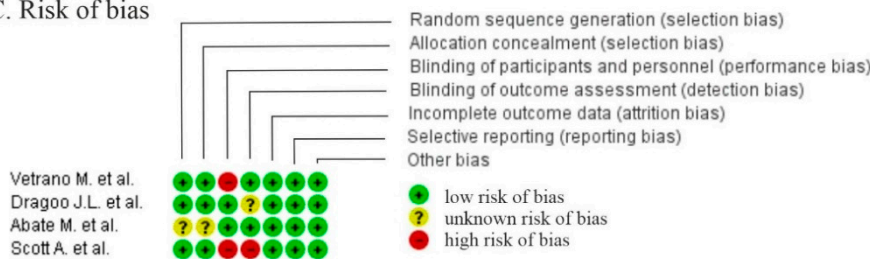 C. Risk of bias
Random sequence generation (selection bias)
Allocation concealment (selection bias)
Blinding of participants and personnel (performance bias)
Blinding of outcome assessment (detection bias)
Incomplete outcome data (attrition bias)
Selective reporting (reporting bias)
Other bias
Vetrano M. et al. + + - + + + +
Dragoo J.L. et al. + + + ? + + +
Abate M. et al. ? ? + + + + +
Scott A. et al. + + - - + + +
+ low risk of bias
? unknown risk of bias
- high risk of bias